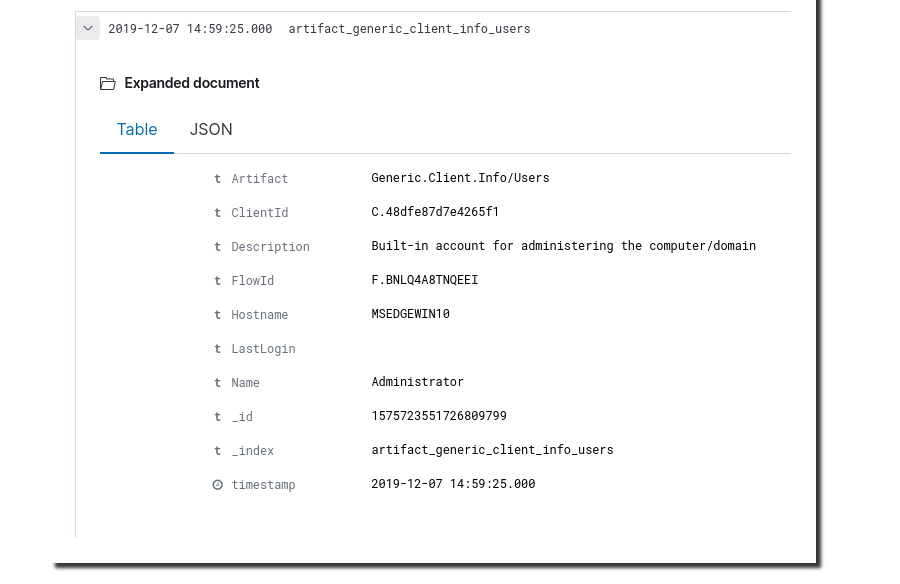 2019-12-07 14:59:25.000 artifact_generic_client_info_users
Expanded document
Table JSON
t Artifact Generic.Client.Info/Users
t ClientId C.48dfe87d7e4265f1
t Description Built-in account for administering the computer/domain
t FlowId F.BNLQ4A8TNQEEI
t Hostname MSEDGEWIN10
t LastLogin
t Name Administrator
t _id 1575723551726809799
t _index artifact_generic_client_info_users
timestamp 2019-12-07 14:59:25.000